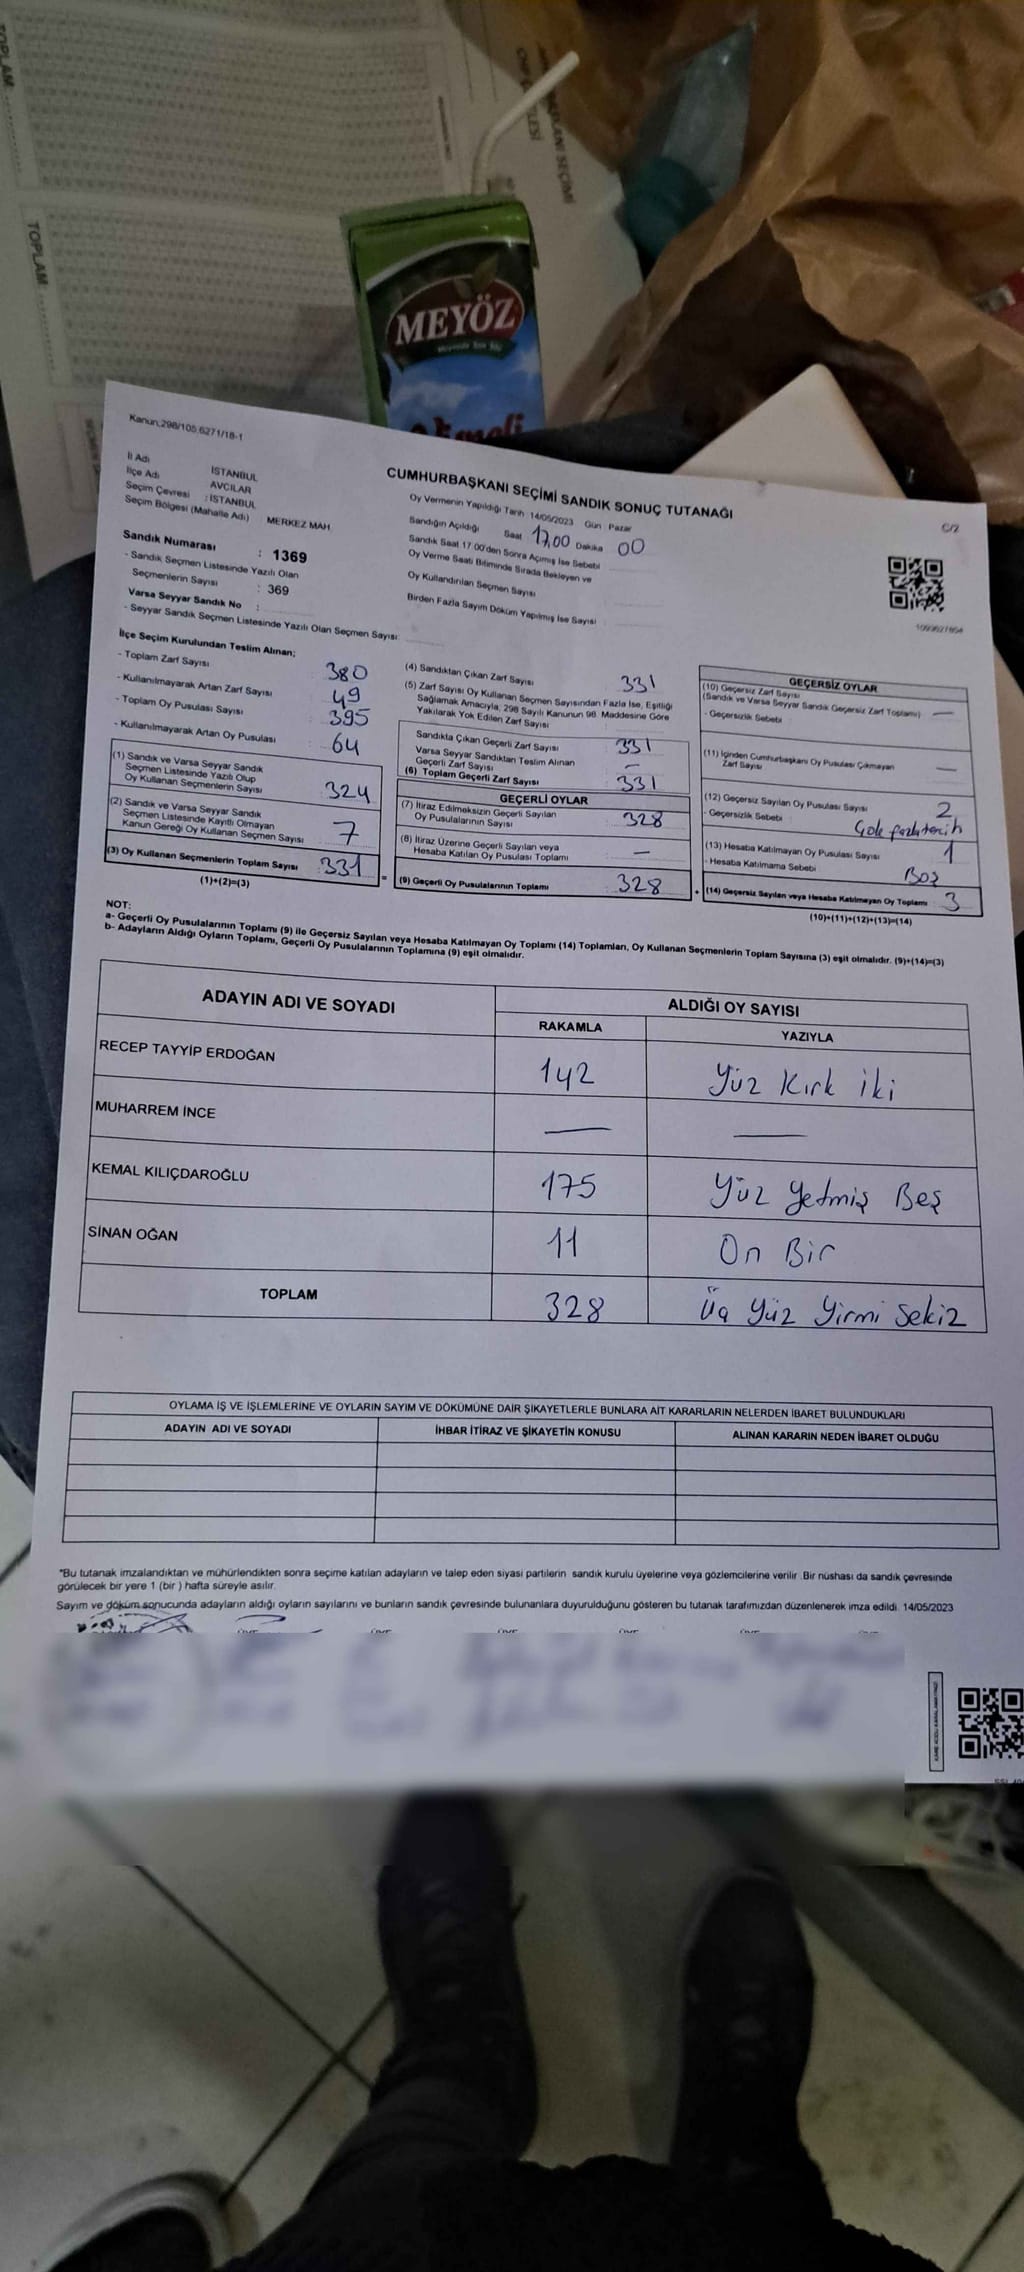 TOPLAM
TOPLAM
MEYÖZ
Kanun:298/105,6271/18-1
İl Adı İSTANBUL
İlçe Adı AVCILAR
Seçim Çevresi : İSTANBUL
Seçim Bölgesi (Mahalle Adı) MERKEZ MAH.
Sandık Numarası : 1369
- Sandık Seçmen Listesinde Yazılı Olan
Seçmenlerin Sayısı : 369
Varsa Seyyar Sandık No :
- Seyyar Sandık Seçmen Listesinde Yazılı Olan Seçmen Sayısı:
CUMHURBAŞKANI SEÇİMİ SANDIK SONUÇ TUTANAĞI
C/2
Oy Vermenin Yapıldığı Tarih :14/05/2023 Gün : Pazar
Sandığın Açıldığı Saat 17,00 Dakika 00
Sandık Saat 17:00'den Sonra Açımış İse Sebebi
Oy Verme Saati Bitiminde Sırada Bekleyen ve
Oy Kullandırılan Seçmen Sayısı
Birden Fazla Sayım Döküm Yapılmış İse Sayısı :
İlçe Seçim Kurulundan Teslim Alınan;
- Toplam Zarf Sayısı 380
- Kullanılmayarak Artan Zarf Sayısı 49
- Toplam Oy Pusulası Sayısı 395
- Kullanılmayarak Artan Oy Pusulası 64
(1) Sandık ve Varsa Seyyar Sandık
Seçmen Listesinde Yazılı Olup
Oy Kullanan Seçmenlerin Sayısı 324
(2) Sandık ve Varsa Seyyar Sandık
Seçmen Listesinde Kayıtlı Olmayan
Kanun Gereği Oy Kullanan Seçmen Sayısı 7
(3) Oy Kullanan Seçmenlerin Toplam Sayısı :331 =
(1)+(2)=(3)
(4) Sandıktan Çıkan Zarf Sayısı 331
(5) Zarf Sayısı Oy Kullanan Seçmen Sayısından Fazla İse, Eşitliği
Sağlamak Amacıyla, 298 Sayılı Kanunun 98. Maddesine Göre
Yakılarak Yok Edilen Zarf Sayısı :
Sandıkta Çıkan Geçerli Zarf Sayısı 331
Varsa Seyyar Sandıktan Teslim Alınan
Geçerli Zarf Sayısı —
(6) Toplam Geçerli Zarf Sayısı 331
GEÇERLİ OYLAR
(7) İtiraz Edilmeksizin Geçerli Sayılan
Oy Pusulalarının Sayısı 328
(8) İtiraz Üzerine Geçerli Sayılan veya
Hesaba Katılan Oy Pusulası Toplamı —
(9) Geçerli Oy Pusulalarının Toplamı 328 +
GEÇERSİZ OYLAR
(10) Geçersiz Zarf Sayısı
(Sandık ve Varsa Seyyar Sandık Geçersiz Zarf Toplamı) —
- Geçersizlik Sebebi
(11) İçinden Cumhurbaşkanı Oy Pusulası Çıkmayan
Zarf Sayısı —
(12) Geçersiz Sayılan Oy Pusulası Sayısı 2
- Geçersizlik Sebebi : Çok fazla tercih
(13) Hesaba Katılmayan Oy Pusulası Sayısı 1
- Hesaba Katılmama Sebebi Boş
(14) Geçersiz Sayılan veya Hesaba Katılmayan Oy Toplamı 3
(10)+(11)+(12)+(13)=(14)
NOT:
a- Geçerli Oy Pusulalarının Toplamı (9) ile Geçersiz Sayılan veya Hesaba Katılmayan Oy Toplamı (14) Toplamları, Oy Kullanan Seçmenlerin Toplam Sayısına (3) eşit olmalıdır. (9)+(14)=(3)
b- Adayların Aldığı Oyların Toplamı, Geçerli Oy Pusulalarının Toplamına (9) eşit olmalıdır.
ADAYIN ADI VE SOYADI ALDIĞI OY SAYISI
RAKAMLA YAZIYLA
RECEP TAYYİP ERDOĞAN 142 Yüz Kırk iki
MUHARREM İNCE — —
KEMAL KILIÇDAROĞLU 175 Yüz Yetmiş Beş
SİNAN OĞAN 11 On Bir
TOPLAM 328 Üç Yüz Yirmi Sekiz
OYLAMA İŞ VE İŞLEMLERİNE VE OYLARIN SAYIM VE DÖKÜMÜNE DAİR ŞİKAYETLERLE BUNLARA AİT KARARLARIN NELERDEN İBARET BULUNDUKLARI
ADAYIN ADI VE SOYADI İHBAR İTİRAZ VE ŞİKAYETİN KONUSU ALINAN KARARIN NEDEN İBARET OLDUĞU
*Bu tutanak imzalandıktan ve mühürlendikten sonra seçime katılan adayların ve talep eden siyasi partilerin sandık kurulu üyelerine veya gözlemcilerine verilir .Bir nüshası da sandık çevresinde
görülecek bir yere 1 (bir ) hafta süreyle asılır.
Sayım ve döküm sonucunda adayların aldığı oyların sayılarını ve bunların sandık çevresinde bulunanlara duyurulduğunu gösteren bu tutanak tarafımızdan düzenlenerek imza edildi. 14/05/2023